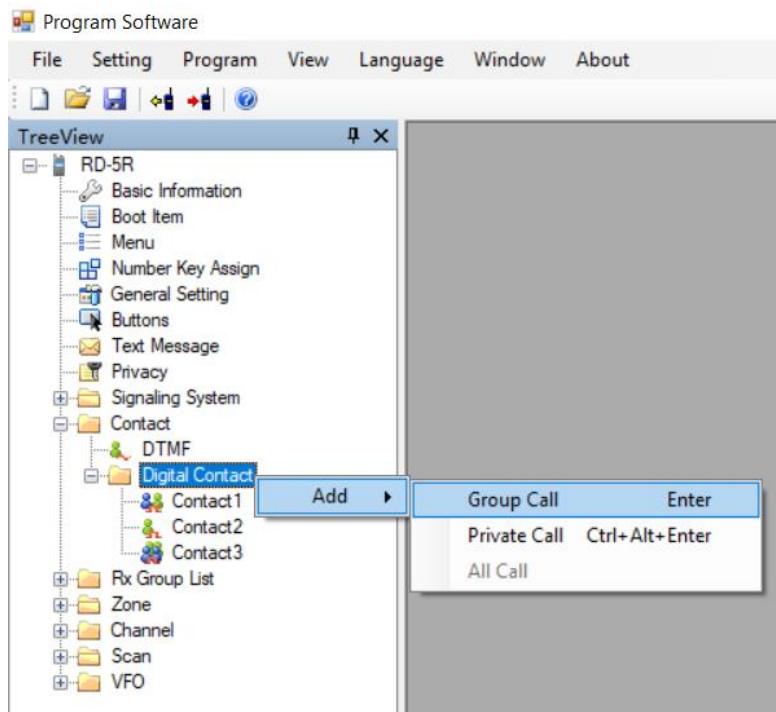 Program Software
File Setting Program View Language Window About
TreeView
RD-5R
Basic Information
Boot Item
Menu
Number Key Assign
General Setting
Buttons
Text Message
Privacy
Signaling System
Contact
DTMF
Digital Contact
Add
Contact1
Contact2
Contact3
Group Call Enter
Private Call Ctrl+Alt+Enter
All Call
Rx Group List
Zone
Channel
Scan
VFO